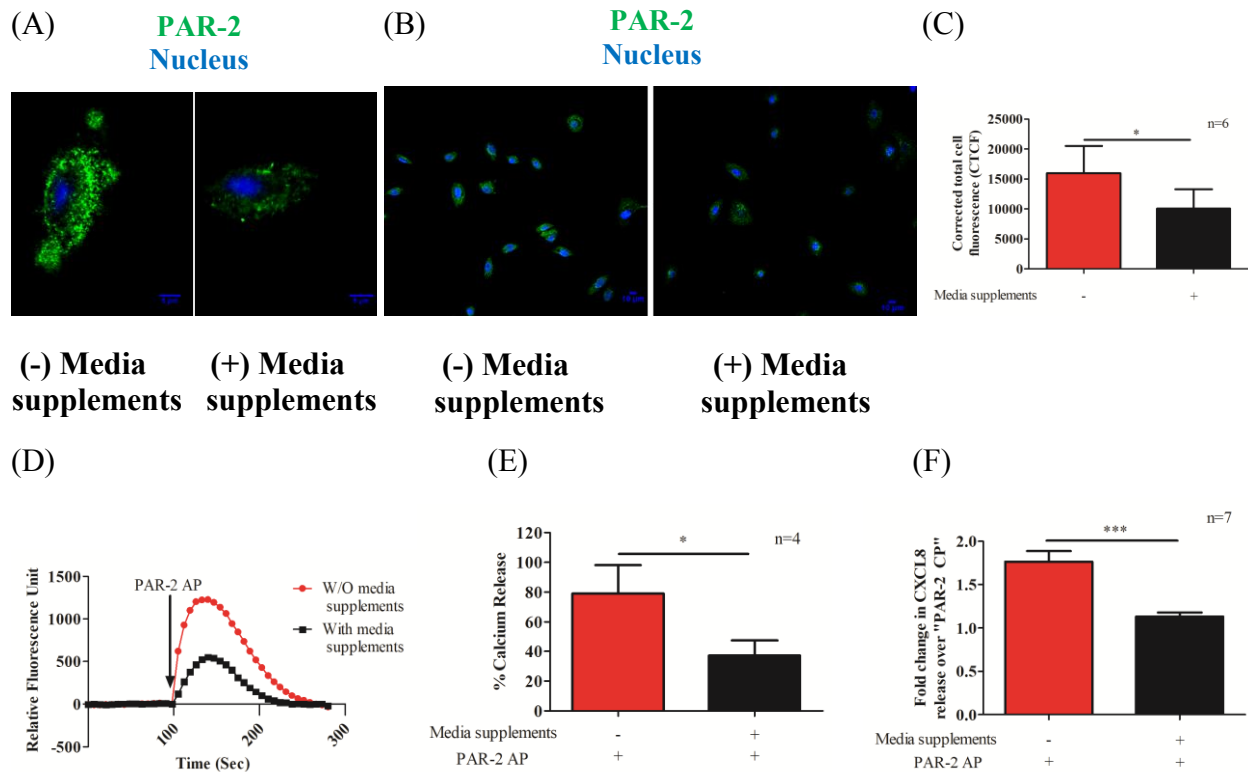 (A)
PAR-2
Nucleus
(B)
PAR-2
Nucleus
(C)
(-) Media
supplements
(+) Media
supplements
(-) Media
supplements
(+) Media
supplements
Corrected total cell
fluorescence (CTCF)
25000
20000
15000
10000
5000
0
*
n=6
Media supplements
-
+
(D)
Relative Fluorescence Unit
1500
1000
500
0
-500
PAR-2 AP
W/O media
supplements
With media
supplements
100
200
300
Time (Sec)
(E)
% Calcium Release
120
100
80
60
40
20
0
*
n=4
Media supplements
-
+
PAR-2 AP
+
+
(F)
Fold change in CXCL8
release over "PAR-2 CP"
2.0
1.5
1.0
0.5
0.0
***
n=7
Media supplements
-
+
PAR-2 AP
+
+